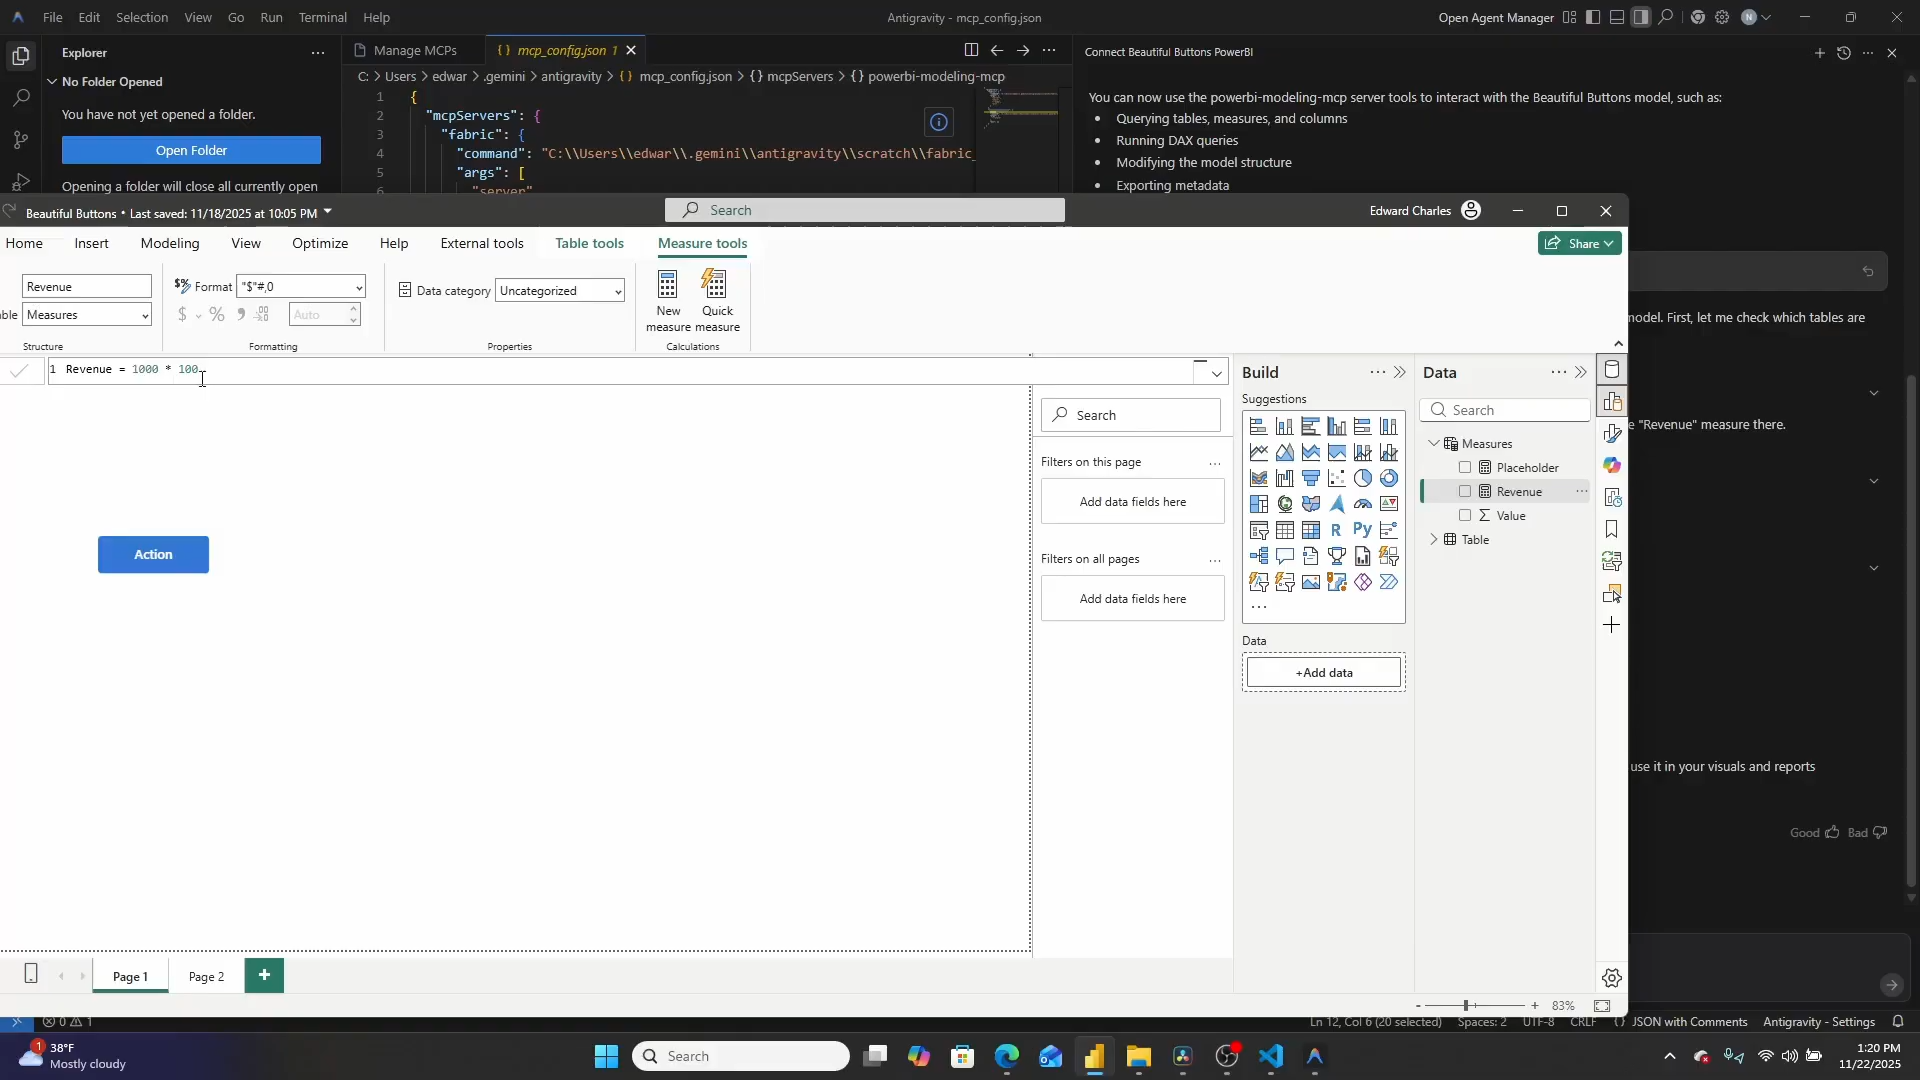 File Edit Selection View Go Run Terminal Help
Antigravity - mcp_config.json
Open Agent Manager
N
Explorer
No Folder Opened
You have not yet opened a folder.
Open Folder
Opening a folder will close all currently open
Manage MCPs
{} mcp_config.json 1
C: > Users > edwar > .gemini > antigravity > {} mcp_config.json > {} mcpServers > {} powerbi-modeling-mcp
1 {
2 "mcpServers": {
3 "fabric": {
4 "command": "C:\\Users\\edwar\\.gemini\\antigravity\\scratch\\fabric_
5 "args": [
6 "server"
Connect Beautiful Buttons PowerBI
You can now use the powerbi-modeling-mcp server tools to interact with the Beautiful Buttons model, such as:
• Querying tables, measures, and columns
• Running DAX queries
• Modifying the model structure
• Exporting metadata
model. First, let me check which tables are
"Revenue" measure there.
use it in your visuals and reports
Good Bad
Beautiful Buttons • Last saved: 11/18/2025 at 10:05 PM
Search
Edward Charles
Home Insert Modeling View Optimize Help External tools Table tools Measure tools
Share
Revenue
Measures
Structure
Format "$"#,0
$ % 9 Auto
Formatting
Data category Uncategorized
Properties
New measure
Quick measure
Calculations
1 Revenue = 1000 * 100
Action
Search
Filters on this page
Add data fields here
Filters on all pages
Add data fields here
Build
Suggestions
R Py
Data
+Add data
Data
Search
Measures
Placeholder
Revenue
Value
Table
Page 1
Page 2
+
- + 83%
0 1
Ln 12, Col 6 (20 selected) Spaces: 2 UTF-8 CRLF {} JSON with Comments Antigravity - Settings
1
38°F
Mostly cloudy
Search
1:20 PM
11/22/2025